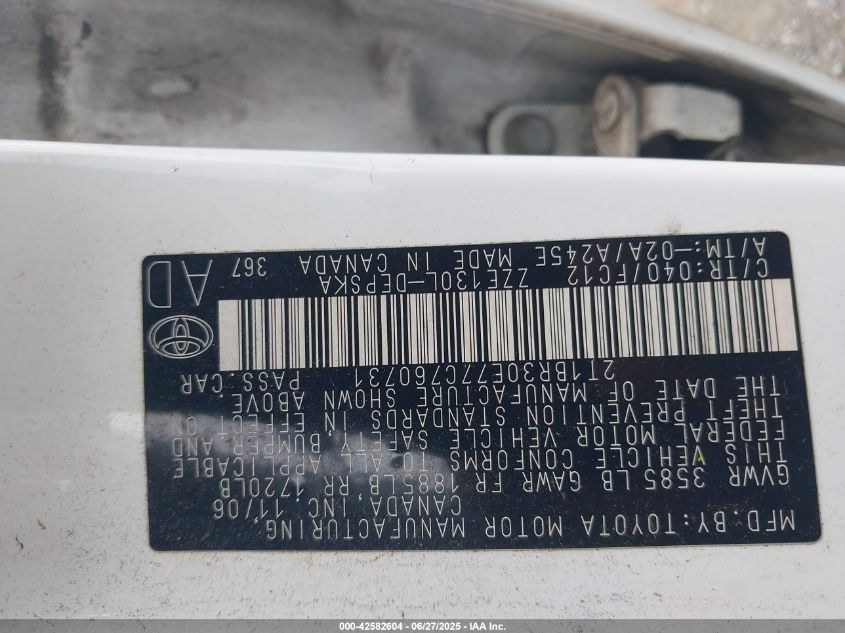 MFD. BY: TOYOTA MOTOR MANUFACTURING
CANADA, INC. 11/06
GVWR 3585 LB GAWR FR 1885LB, RR 1720LB
THIS VEHICLE CONFORMS TO ALL APPLICABLE
FEDERAL MOTOR VEHICLE SAFETY, BUMPER, AND
THEFT PREVENTION STANDARDS IN EFFECT ON
THE DATE OF MANUFACTURE SHOWN ABOVE.
2T1BR30E77C760731 PASS. CAR
ZZE130L-DEPSKA
C/TR:040/FC12
A/TM:-02A/A245E MADE IN CANADA 367
AD
000-42582604 - 06/27/2025 - IAA Inc.